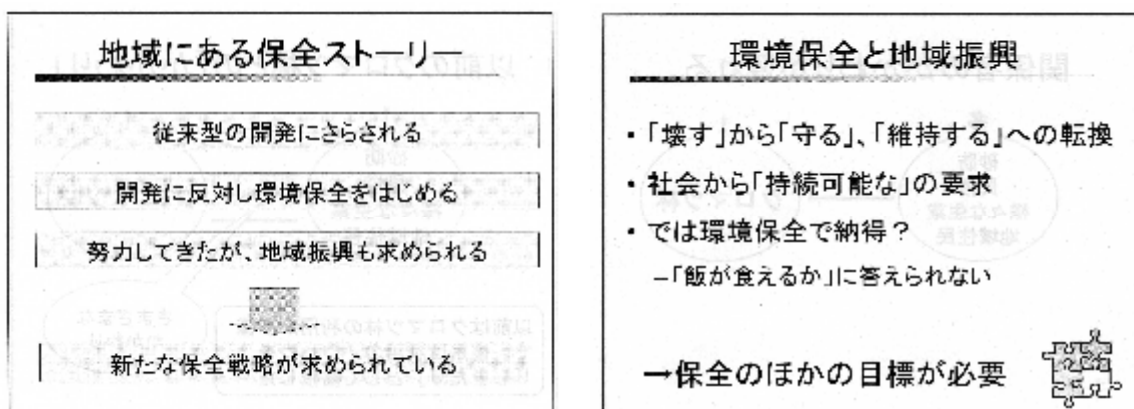 地域にある保全ストーリー
従来型の開発にさらされる
開発に反対し環境保全をはじめる
努力してきたが、地域振興も求められる
新たな保全戦略が求められている
環境保全と地域振興
・「壊す」から「守る」、「維持する」への転換
・社会から「持続可能な」の要求
・では環境保全で納得？
－「飯が食えるか」に答えられない
→保全のほかの目標が必要